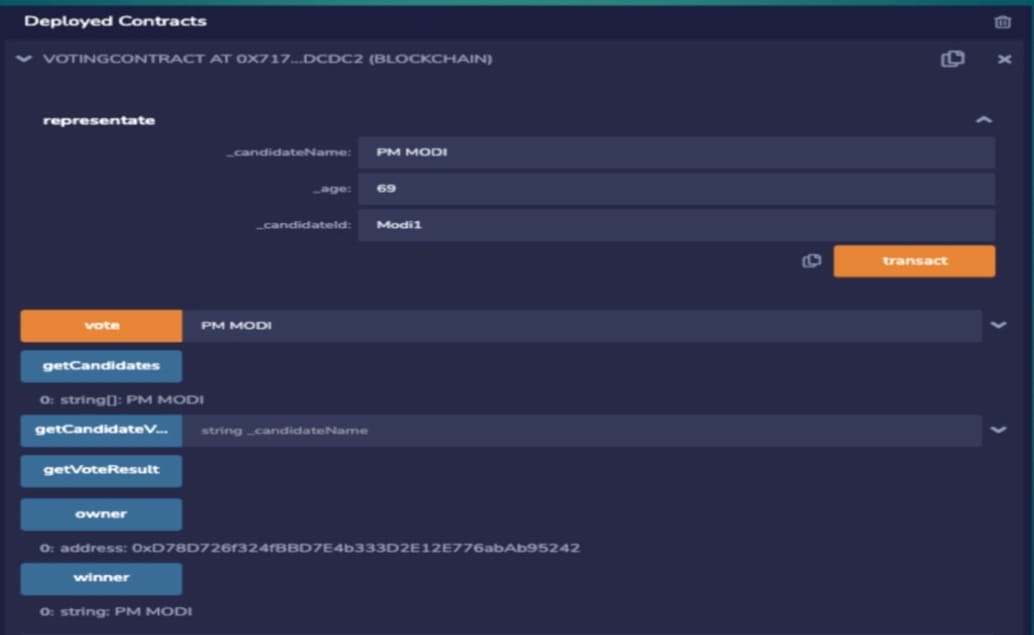 Deployed Contracts
VOTINGCONTRACT AT 0X717...DCDC2 (BLOCKCHAIN)
representate
_candidateName: PM MODI
_age: 69
_candidateId: Modi1
transact
vote PM MODI
getCandidates
0: string[]: PM MODI
getCandidateV... string _candidateName
getVoteResult
owner
0: address: 0xD78D726f324fBBD7E4b333D2E12E776abAb95242
winner
0: string: PM MODI